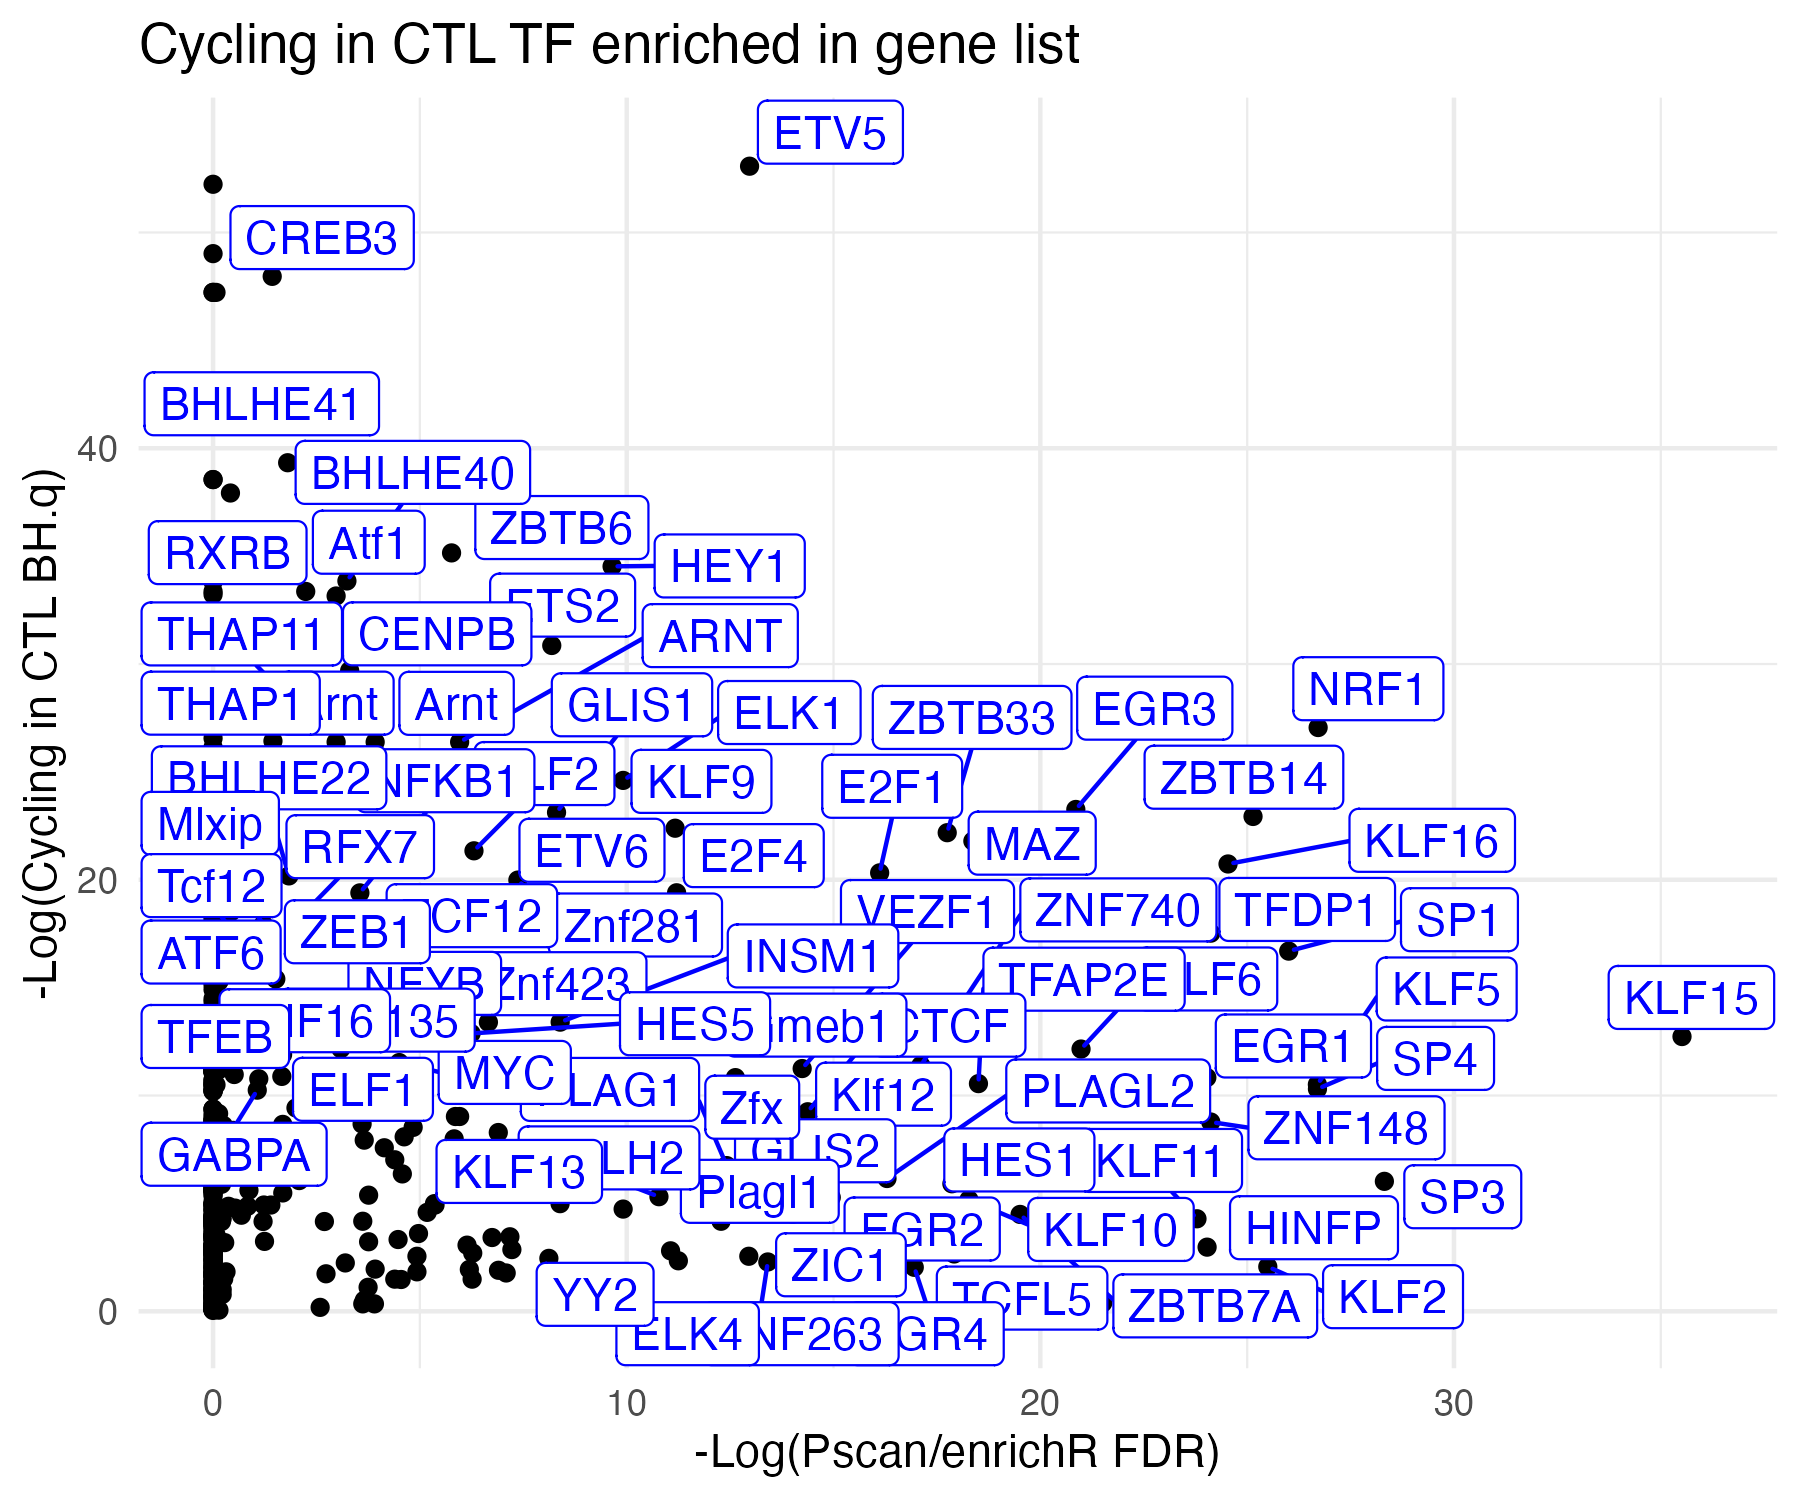 Cycling in CTL TF enriched in gene list
ETV5
CREB3
BHLHE41
40
BHLHE40
ZBTB6
RXRB
Atf1
HEY1
ETS2
THAP11
CENPB
ARNT
NRF1
THAP1
Arnt
GLIS1
ELK1
ZBTB33
EGR3
BHLHE22
NFKB1
LF2
KLF9
E2F1
ZBTB14
Mlxip
RFX7
ETV6
E2F4
MAZ
KLF16
20
Tcf12
ZEB1
CF12
Znf281
VEZF1
ZNF740
TFDP1
SP1
ATF6
NFYB
Znf423
INSM1
TFAP2E
LF6
KLF5
KLF15
TFEB
NF16
135
HES5
meb1
CTCF
EGR1
SP4
ELF1
MYC
LAG1
Zfx
Klf12
PLAGL2
ZNF148
GABPA
KLF13
LH2
GLIS2
Plagl1
HES1
KLF11
SP3
EGR2
KLF10
HINFP
YY2
ZIC1
TCFL5
ZBTB7A
KLF2
0
ELK4
NF263
GR4
0
10
20
30
-Log(Pscan/enrichR FDR)
-Log(Cycling in CTL BH.q)